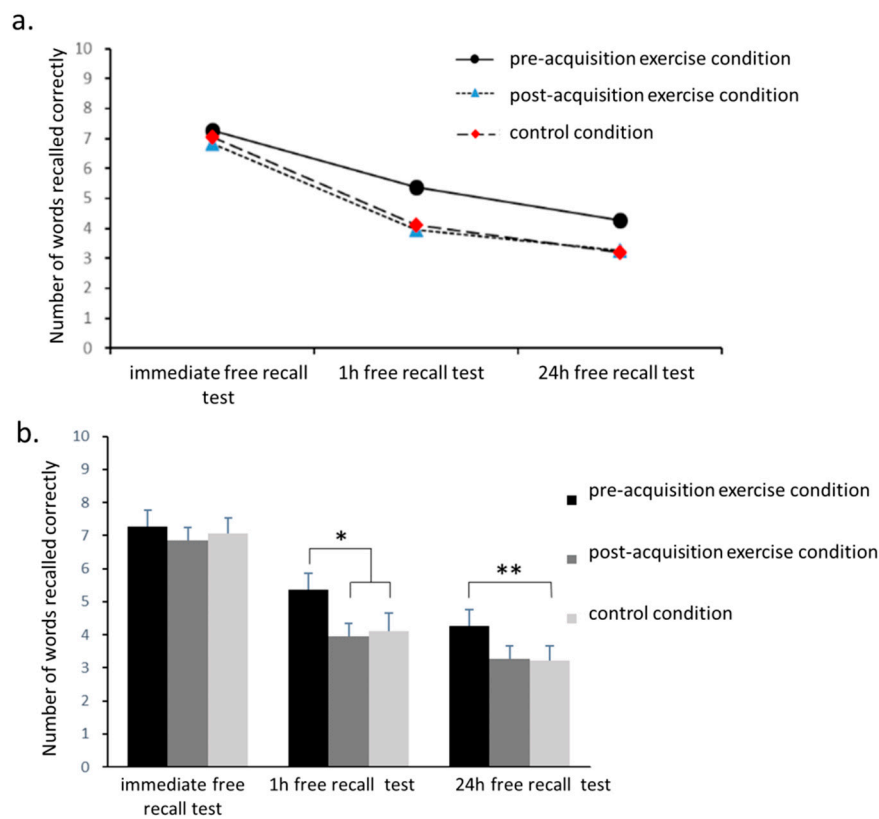 a.
10
9
8
7
6
5
4
3
2
1
0
Number of words recalled correctly
pre-acquisition exercise condition
post-acquisition exercise condition
control condition
immediate free recall
test
1h free recall test
24h free recall test
b.
10
9
8
7
6
5
4
3
2
1
0
Number of words recalled correctly
*
**
pre-acquisition exercise condition
post-acquisition exercise condition
control condition
immediate free
recall test
1h free recall test
24h free recall test